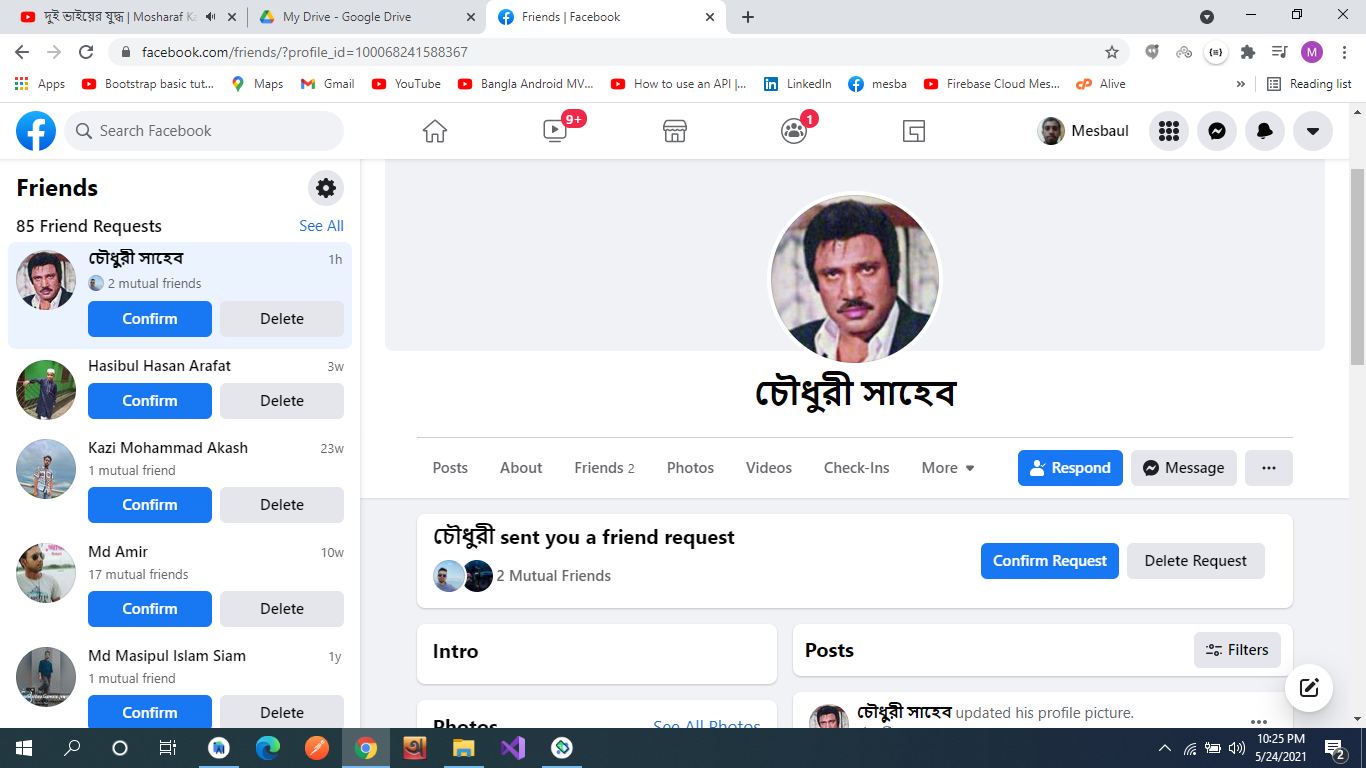 দুই ভাইয়ের যুদ্ধ | Mosharaf Ka
My Drive - Google Drive
Friends | Facebook
facebook.com/friends/?profile_id=100068241588367
M
Apps
Bootstrap basic tut...
Maps
Gmail
YouTube
Bangla Android MV...
How to use an API |...
LinkedIn
mesba
Firebase Cloud Mes...
Alive
»
Reading list
Search Facebook
9+
1
Mesbaul
Friends
85 Friend Requests
See All
চৌধুরী সাহেব
1h
2 mutual friends
Confirm
Delete
Hasibul Hasan Arafat
3w
Confirm
Delete
Kazi Mohammad Akash
23w
1 mutual friend
Confirm
Delete
Md Amir
10w
17 mutual friends
Confirm
Delete
Md Masipul Islam Siam
1y
1 mutual friend
Confirm
Delete
চৌধুরী সাহেব
Posts
About
Friends 2
Photos
Videos
Check-Ins
More
Respond
Message
চৌধুরী sent you a friend request
2 Mutual Friends
Confirm Request
Delete Request
Intro
Photos
See All Photos
Posts
Filters
চৌধুরী সাহেব updated his profile picture.
10:25 PM
5/24/2021
2